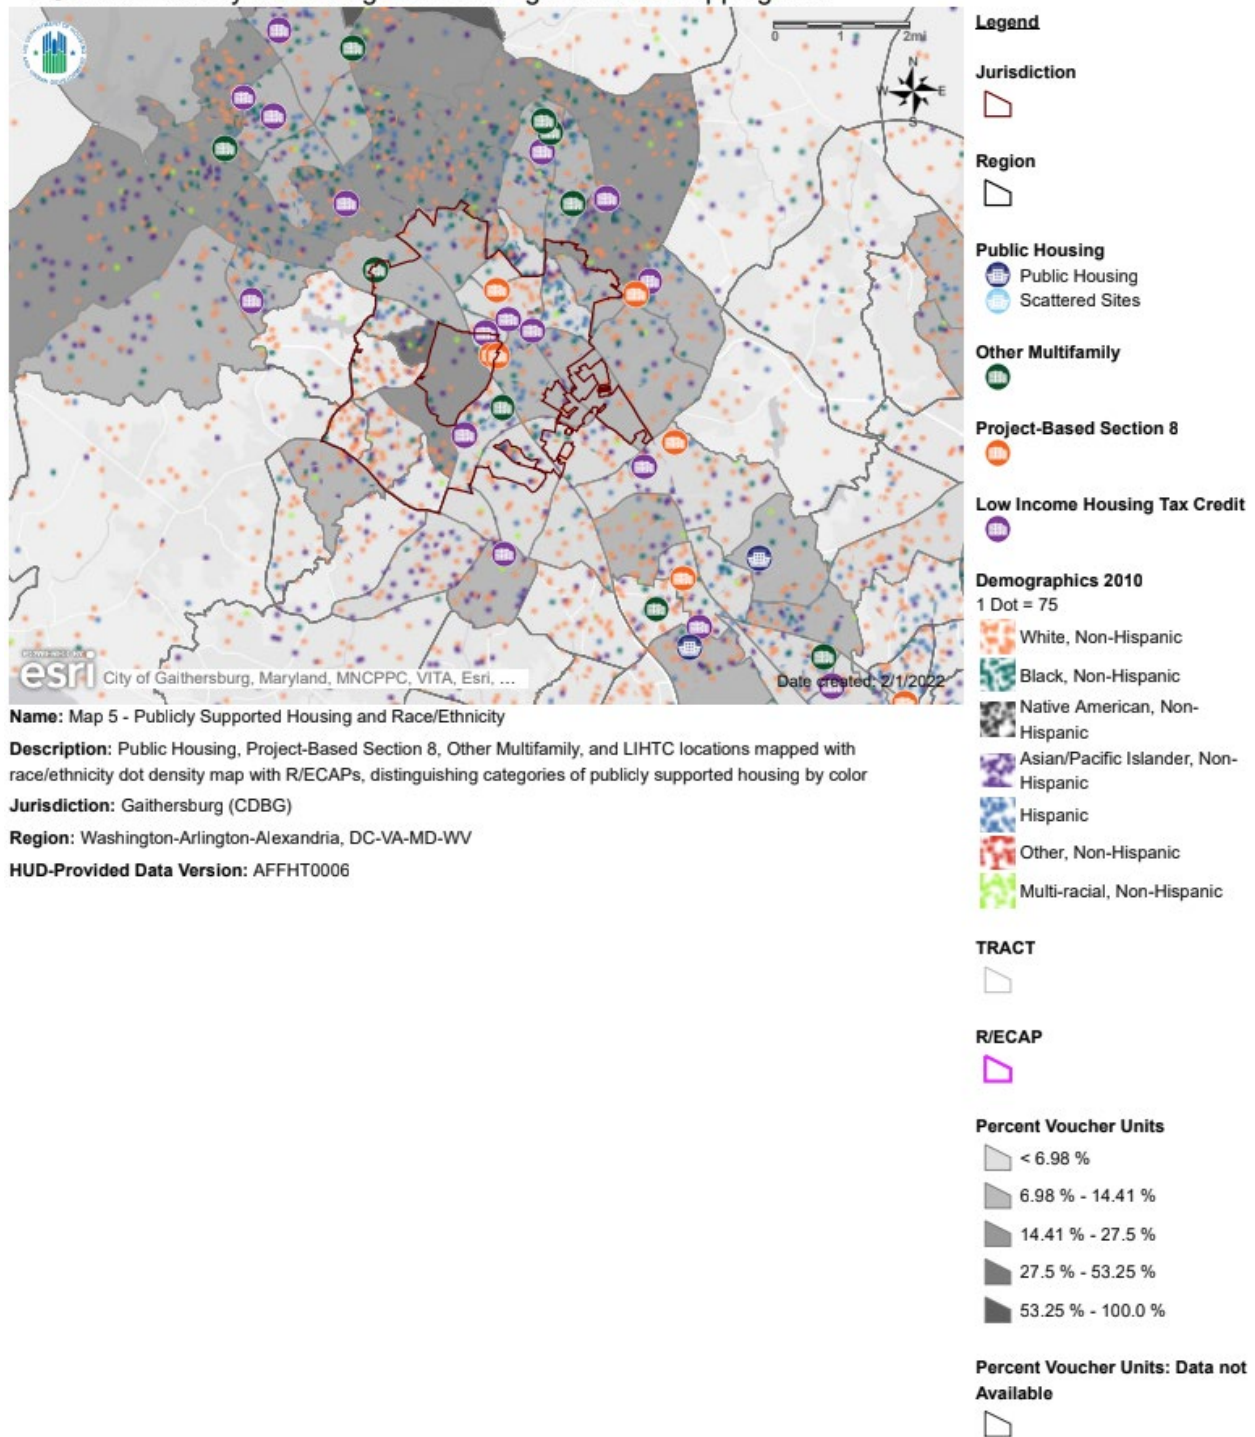 0 1 2mi
N
W E
S
esri
City of Gaithersburg, Maryland, MNCPPC, VITA, Esri, ...
Date created: 2/1/2022
Name: Map 5 - Publicly Supported Housing and Race/Ethnicity
Description: Public Housing, Project-Based Section 8, Other Multifamily, and LIHTC locations mapped with
race/ethnicity dot density map with R/ECAPs, distinguishing categories of publicly supported housing by color
Jurisdiction: Gaithersburg (CDBG)
Region: Washington-Arlington-Alexandria, DC-VA-MD-WV
HUD-Provided Data Version: AFFHT0006
Legend
Jurisdiction
Region
Public Housing
Public Housing
Scattered Sites
Other Multifamily
Project-Based Section 8
Low Income Housing Tax Credit
Demographics 2010
1 Dot = 75
White, Non-Hispanic
Black, Non-Hispanic
Native American, Non-
Hispanic
Asian/Pacific Islander, Non-
Hispanic
Hispanic
Other, Non-Hispanic
Multi-racial, Non-Hispanic
TRACT
R/ECAP
Percent Voucher Units
< 6.98 %
6.98 % - 14.41 %
14.41 % - 27.5 %
27.5 % - 53.25 %
53.25 % - 100.0 %
Percent Voucher Units: Data not
Available